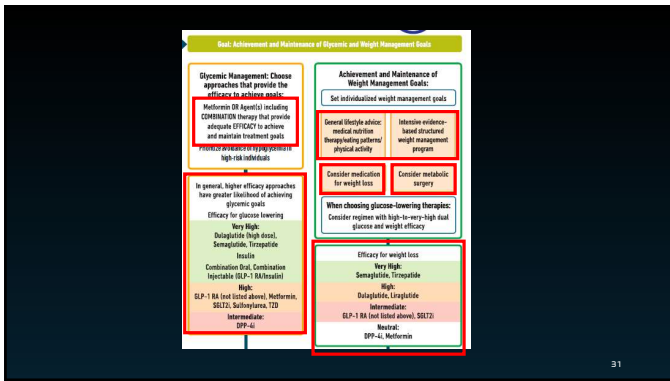 Goal: Achievement and Maintenance of Glycemic and Weight Management Goals
Glycemic Management: Choose
approaches that provide the
efficacy to achieve goals:
Metformin OR Agent(s) including
COMBINATION therapy that provide
adequate EFFICACY to achieve
and maintain treatment goals
Prioritize avoidance of hypoglycemia in
high-risk individuals
In general, higher efficacy approaches
have greater likelihood of achieving
glycemic goals
Efficacy for glucose lowering
Very High:
Dulaglutide (high dose),
Semaglutide, Tirzepatide
Insulin
Combination Oral, Combination
Injectable (GLP-1 RA/Insulin)
High:
GLP-1 RA (not listed above), Metformin,
SGLT2i, Sulfonylurea, TZD
Intermediate:
DPP-4i
Achievement and Maintenance of
Weight Management Goals:
Set individualized weight management goals
General lifestyle advice:
medical nutrition
therapy/eating patterns/
physical activity
Intensive evidence-
based structured
weight management
program
Consider medication
for weight loss
Consider metabolic
surgery
When choosing glucose-lowering therapies:
Consider regimen with high-to-very-high dual
glucose and weight efficacy
Efficacy for weight loss
Very High:
Semaglutide, Tirzepatide
High:
Dulaglutide, Liraglutide
Intermediate:
GLP-1 RA (not listed above), SGLT2i
Neutral:
DPP-4i, Metformin
31